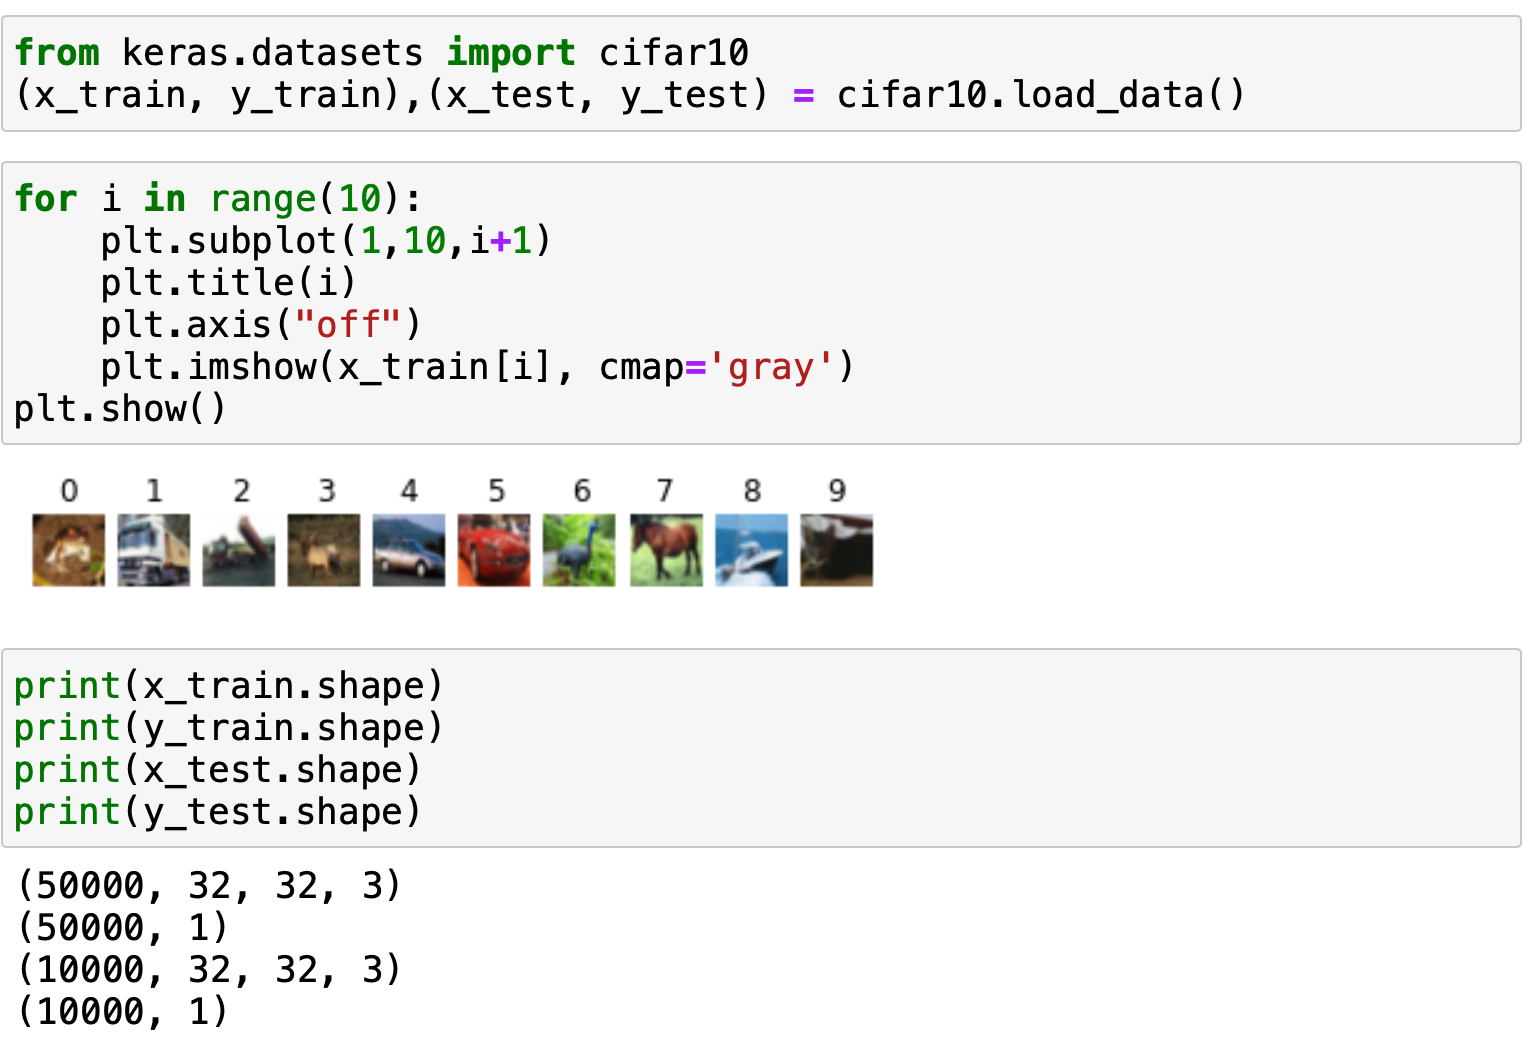 from keras.datasets import cifar10
(x_train, y_train),(x_test, y_test) = cifar10.load_data()
for i in range(10):
    plt.subplot(1,10,i+1)
    plt.title(i)
    plt.axis("off")
    plt.imshow(x_train[i], cmap='gray')
plt.show()
0 1 2 3 4 5 6 7 8 9
print(x_train.shape)
print(y_train.shape)
print(x_test.shape)
print(y_test.shape)
(50000, 32, 32, 3)
(50000, 1)
(10000, 32, 32, 3)
(10000, 1)